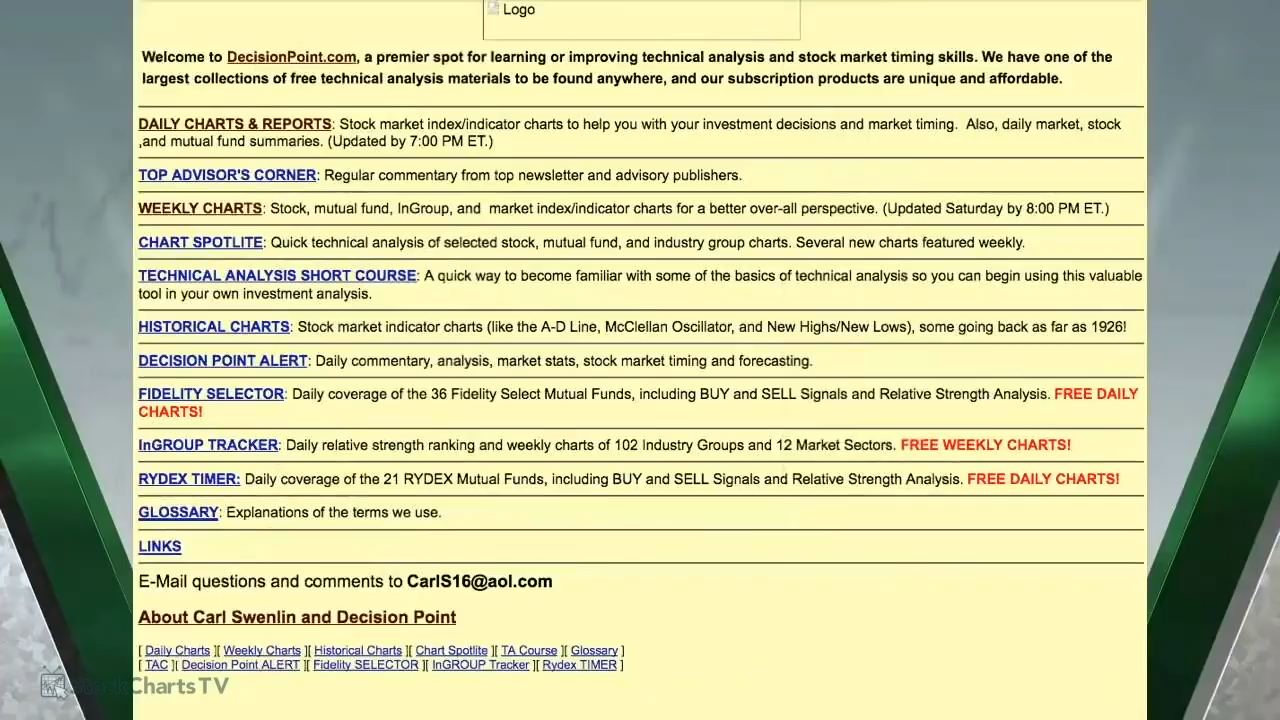 Logo
Welcome to DecisionPoint.com, a premier spot for learning or improving technical analysis and stock market timing skills. We have one of the
largest collections of free technical analysis materials to be found anywhere, and our subscription products are unique and affordable.
DAILY CHARTS & REPORTS: Stock market index/indicator charts to help you with your investment decisions and market timing.  Also, daily market, stock
,and mutual fund summaries. (Updated by 7:00 PM ET.)
TOP ADVISOR'S CORNER: Regular commentary from top newsletter and advisory publishers.
WEEKLY CHARTS: Stock, mutual fund, InGroup, and  market index/indicator charts for a better over-all perspective. (Updated Saturday by 8:00 PM ET.)
CHART SPOTLITE: Quick technical analysis of selected stock, mutual fund, and industry group charts. Several new charts featured weekly.
TECHNICAL ANALYSIS SHORT COURSE: A quick way to become familiar with some of the basics of technical analysis so you can begin using this valuable
tool in your own investment analysis.
HISTORICAL CHARTS: Stock market indicator charts (like the A-D Line, McClellan Oscillator, and New Highs/New Lows), some going back as far as 1926!
DECISION POINT ALERT: Daily commentary, analysis, market stats, stock market timing and forecasting.
FIDELITY SELECTOR: Daily coverage of the 36 Fidelity Select Mutual Funds, including BUY and SELL Signals and Relative Strength Analysis. FREE DAILY
CHARTS!
InGROUP TRACKER: Daily relative strength ranking and weekly charts of 102 Industry Groups and 12 Market Sectors. FREE WEEKLY CHARTS!
RYDEX TIMER: Daily coverage of the 21 RYDEX Mutual Funds, including BUY and SELL Signals and Relative Strength Analysis. FREE DAILY CHARTS!
GLOSSARY: Explanations of the terms we use.
LINKS
E-Mail questions and comments to CarlS16@aol.com
About Carl Swenlin and Decision Point
[ Daily Charts ][ Weekly Charts ][ Historical Charts ][ Chart Spotlite ][ TA Course ][ Glossary ]
[ TAC ][ Decision Point ALERT ][ Fidelity SELECTOR ][ InGROUP Tracker ][ Rydex TIMER ]
StockChartsTV